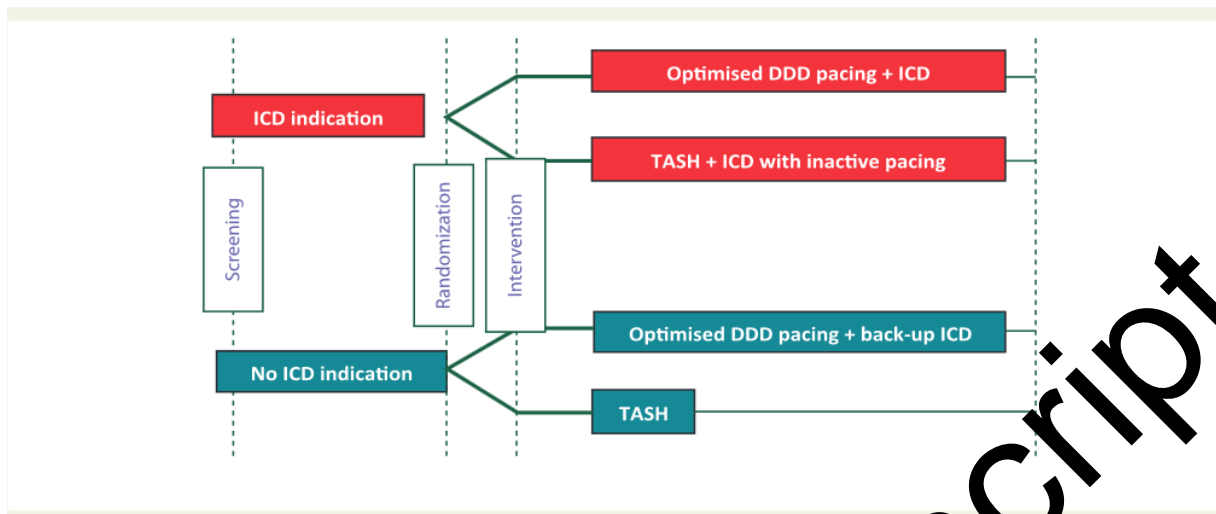 Optimised DDD pacing + ICD
ICD indication
TASH + ICD with inactive pacing
Screening
Randomization
Intervention
Optimised DDD pacing + back-up ICD
No ICD indication
TASH
cript